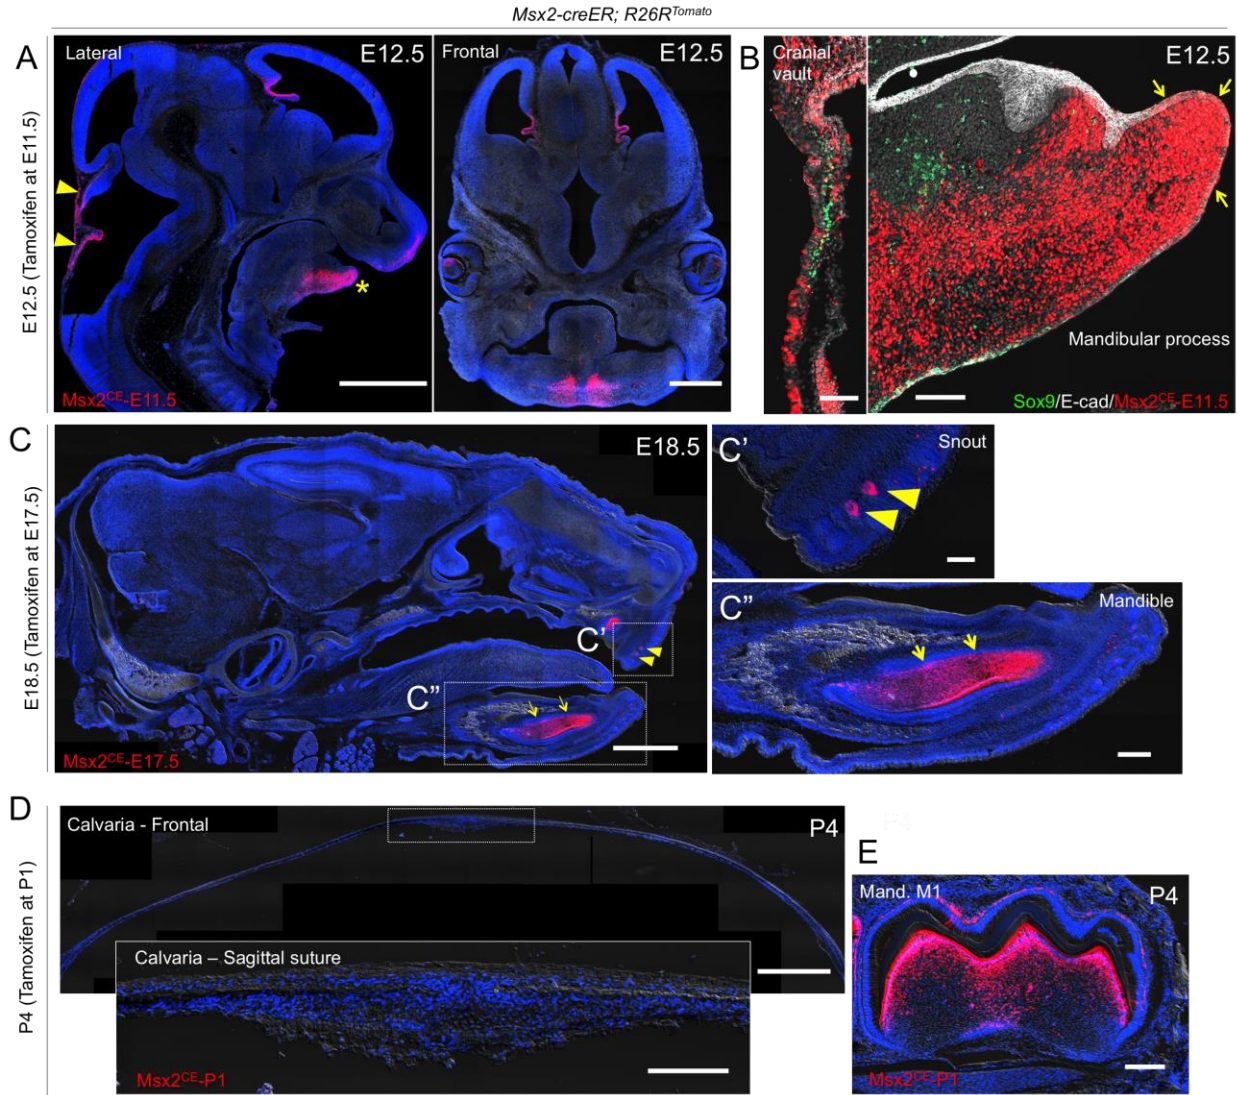 Msx2-creER; R26R^Tomato
A
Lateral
E12.5
Frontal
E12.5
B
Cranial
vault
E12.5
E12.5 (Tamoxifen at E11.5)
*
Mandibular process
Msx2^CE-E11.5
Sox9/E-cad/Msx2^CE-E11.5
C
E18.5
C'
Snout
E18.5 (Tamoxifen at E17.5)
C'
C"
Mandible
C"
Msx2^CE-E17.5
D
Calvaria - Frontal
P4
P4 (Tamoxifen at P1)
Calvaria – Sagittal suture
Msx2^CE-P1
E
Mand. M1
P4
Msx2^CE-P1